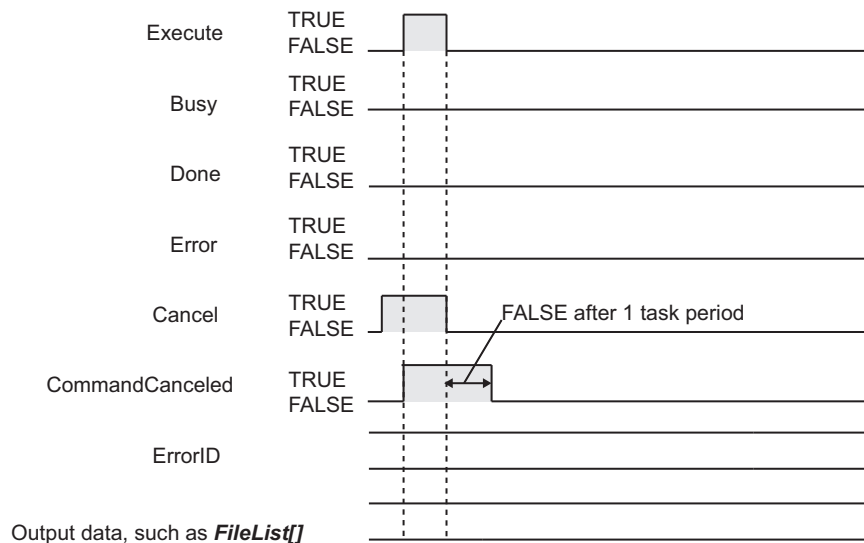 Execute
TRUE
FALSE
Busy
TRUE
FALSE
Done
TRUE
FALSE
Error
TRUE
FALSE
Cancel
TRUE
FALSE
FALSE after 1 task period
CommandCanceled
TRUE
FALSE
ErrorID
Output data, such as FileList[]